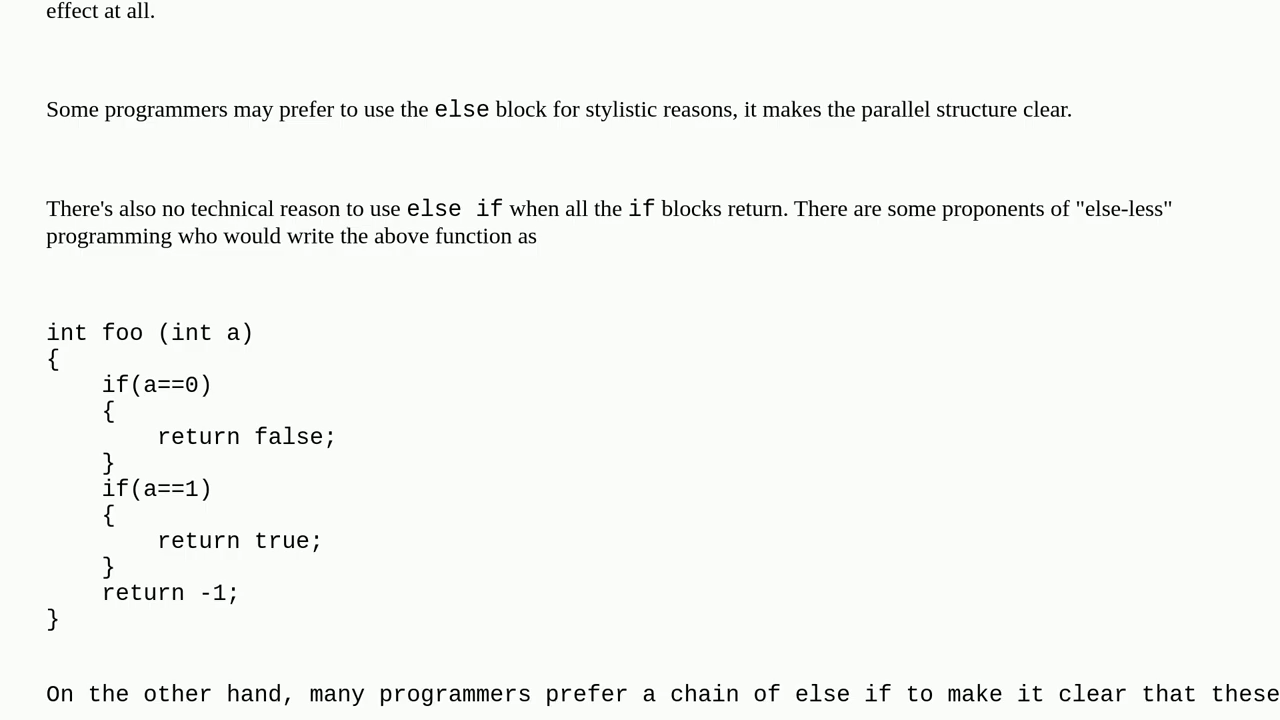 effect at all.
Some programmers may prefer to use the else block for stylistic reasons, it makes the parallel structure clear.
There's also no technical reason to use else if when all the if blocks return. There are some proponents of "else-less"
programming who would write the above function as
int foo (int a)
{
    if(a==0)
    {
        return false;
    }
    if(a==1)
    {
        return true;
    }
    return -1;
}
On the other hand, many programmers prefer a chain of else if to make it clear that these